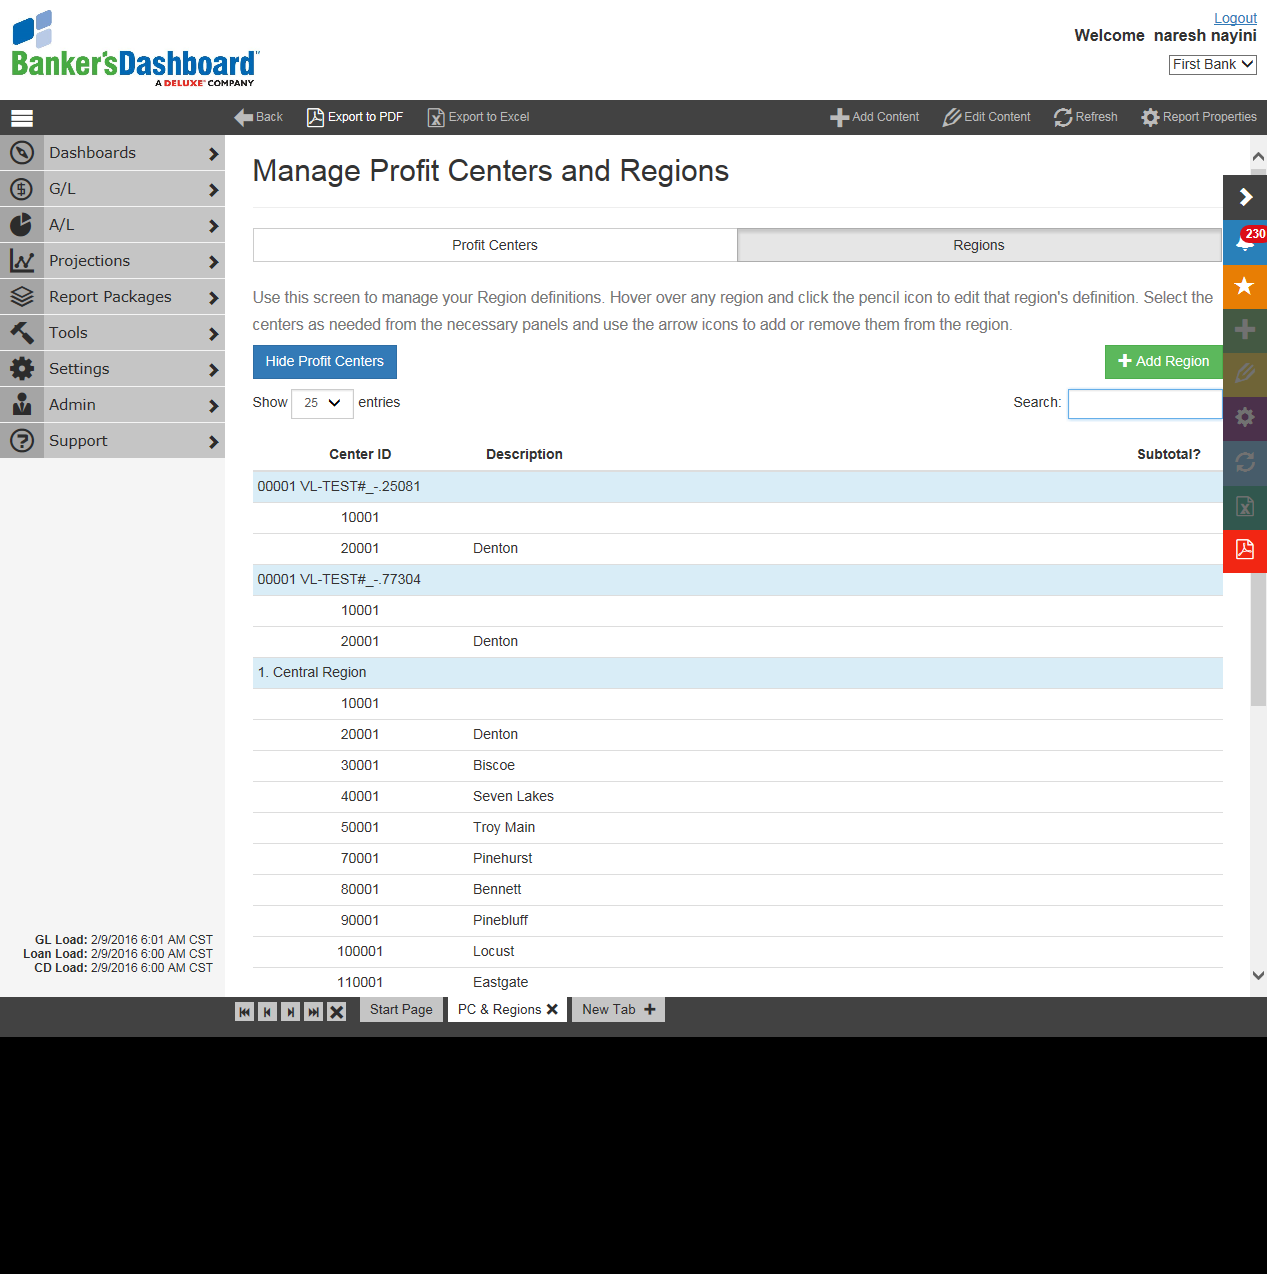 Logout
Banker'sDashboard
A DELUXE COMPANY
Welcome naresh nayini
First Bank
Back Export to PDF Export to Excel Add Content Edit Content Refresh Report Properties
Dashboards
G/L
A/L
Projections
Report Packages
Tools
Settings
Admin
Support
GL Load: 2/9/2016 6:01 AM CST
Loan Load: 2/9/2016 6:00 AM CST
CD Load: 2/9/2016 6:00 AM CST
Manage Profit Centers and Regions
230
Profit Centers Regions
Use this screen to manage your Region definitions. Hover over any region and click the pencil icon to edit that region's definition. Select the
centers as needed from the necessary panels and use the arrow icons to add or remove them from the region.
Hide Profit Centers + Add Region
Show 25 entries Search:
Center ID Description Subtotal?
00001 VL-TEST#_-.25081
10001
20001 Denton
00001 VL-TEST#_-.77304
10001
20001 Denton
1. Central Region
10001
20001 Denton
30001 Biscoe
40001 Seven Lakes
50001 Troy Main
70001 Pinehurst
80001 Bennett
90001 Pinebluff
100001 Locust
110001 Eastgate
Start Page PC & Regions New Tab